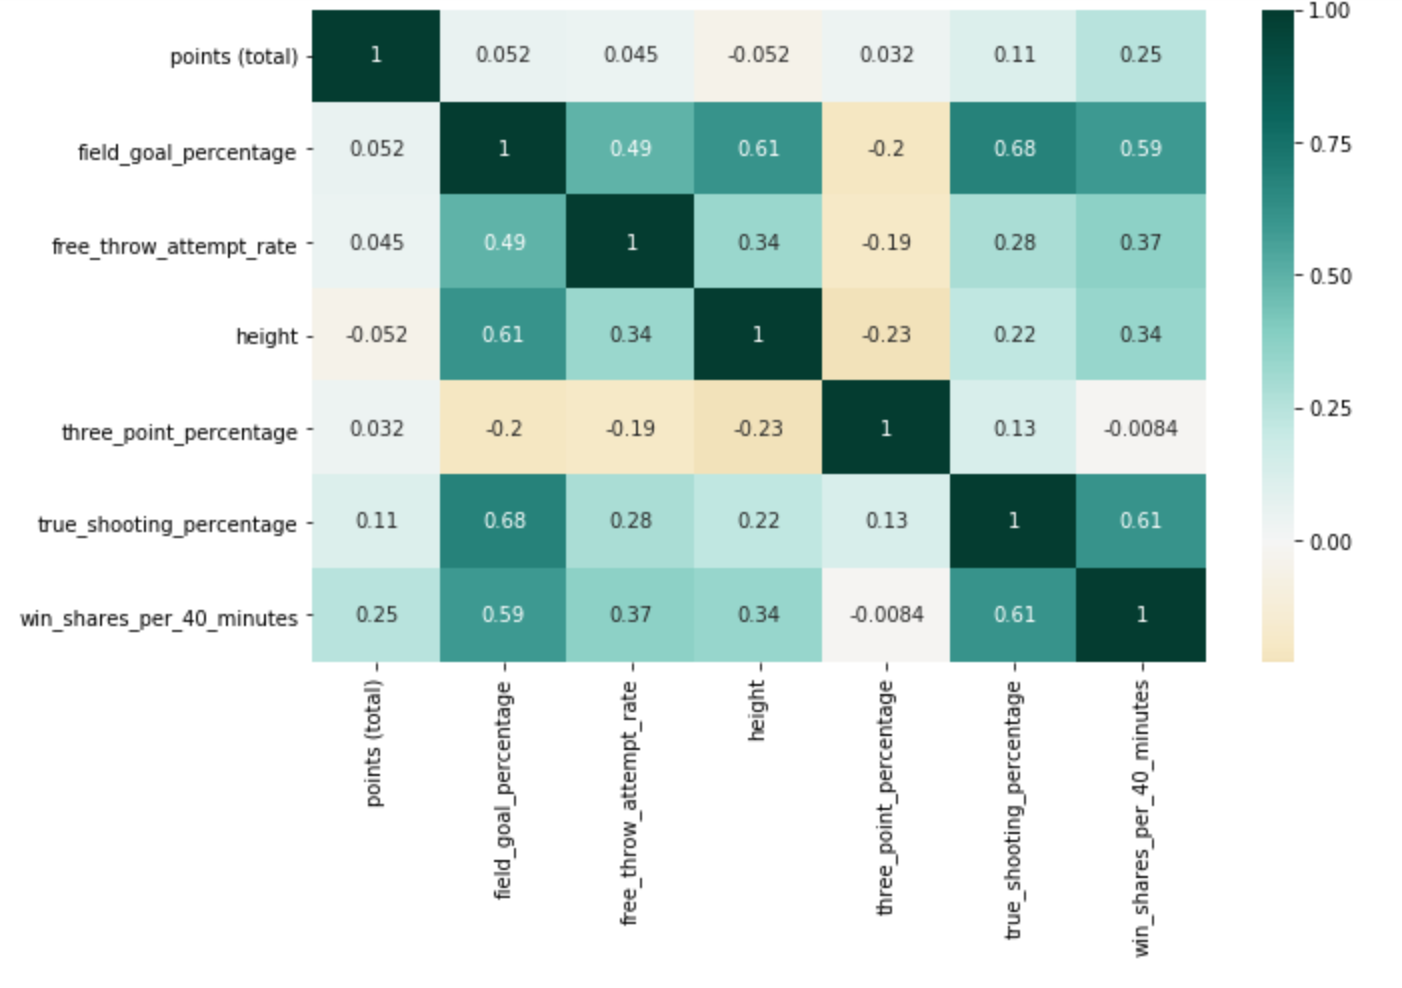 points (total) 1 0.052 0.045 -0.052 0.032 0.11 0.25
field_goal_percentage 0.052 1 0.49 0.61 -0.2 0.68 0.59
free_throw_attempt_rate 0.045 0.49 1 0.34 -0.19 0.28 0.37
height -0.052 0.61 0.34 1 -0.23 0.22 0.34
three_point_percentage 0.032 -0.2 -0.19 -0.23 1 0.13 -0.0084
true_shooting_percentage 0.11 0.68 0.28 0.22 0.13 1 0.61
win_shares_per_40_minutes 0.25 0.59 0.37 0.34 -0.0084 0.61 1
points (total)
field_goal_percentage
free_throw_attempt_rate
height
three_point_percentage
true_shooting_percentage
win_shares_per_40_minutes
1.00
0.75
0.50
0.25
0.00